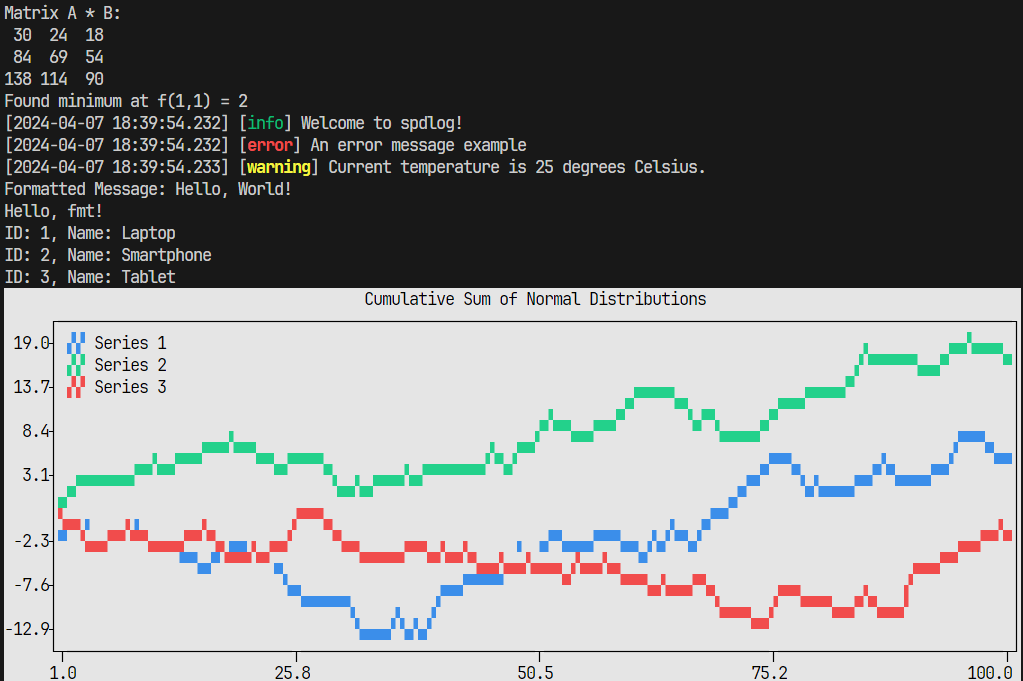 Matrix A * B:
30 24 18
84 69 54
138 114 90
Found minimum at f(1,1) = 2
[2024-04-07 18:39:54.232] [info] Welcome to spdlog!
[2024-04-07 18:39:54.232] [error] An error message example
[2024-04-07 18:39:54.233] [warning] Current temperature is 25 degrees Celsius.
Formatted Message: Hello, World!
Hello, fmt!
ID: 1, Name: Laptop
ID: 2, Name: Smartphone
ID: 3, Name: Tablet
Cumulative Sum of Normal Distributions
Series 1
Series 2
Series 3
19.0
13.7
8.4
3.1
-2.3
-7.6
-12.9
1.0 25.8 50.5 75.2 100.0